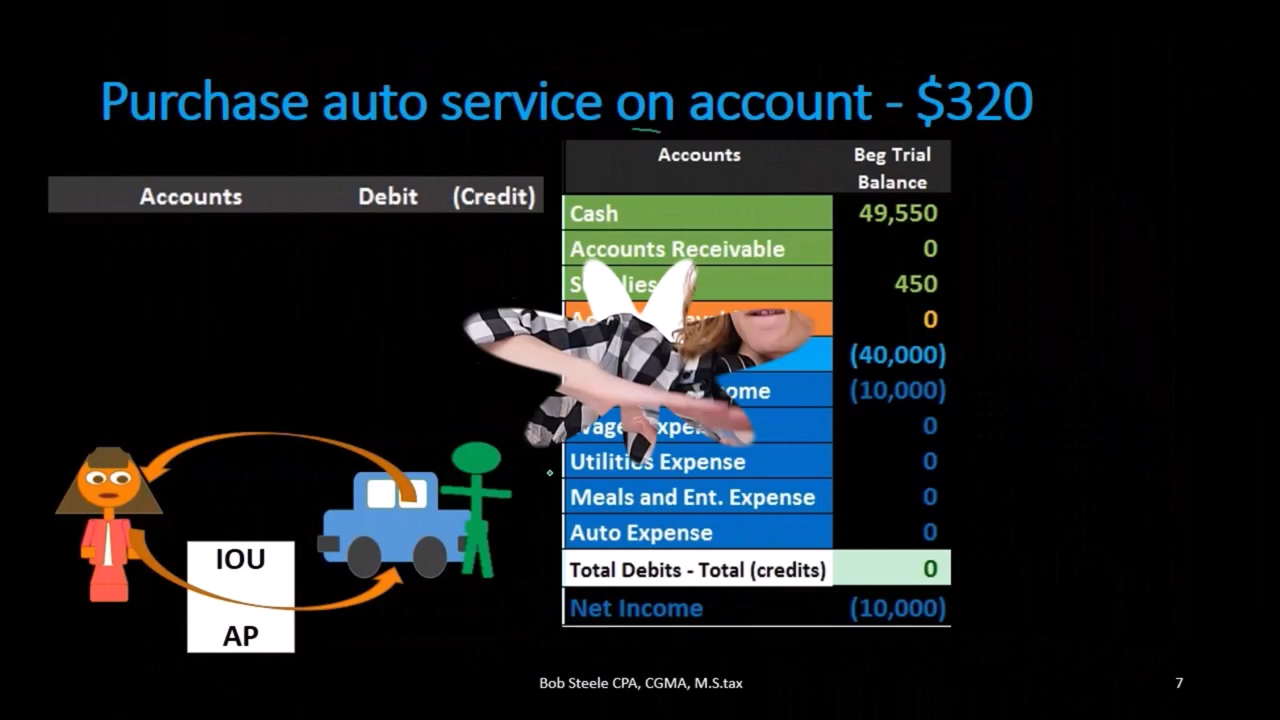 Purchase auto service on account - $320
Accounts Debit (Credit)
Accounts Beg Trial Balance
Cash 49,550
Accounts Receivable 0
450
0
(40,000)
(10,000)
0
Utilities Expense 0
Meals and Ent. Expense 0
Auto Expense 0
Total Debits - Total (credits) 0
Net Income (10,000)
IOU
AP
Bob Steele CPA, CGMA, M.S.tax 7